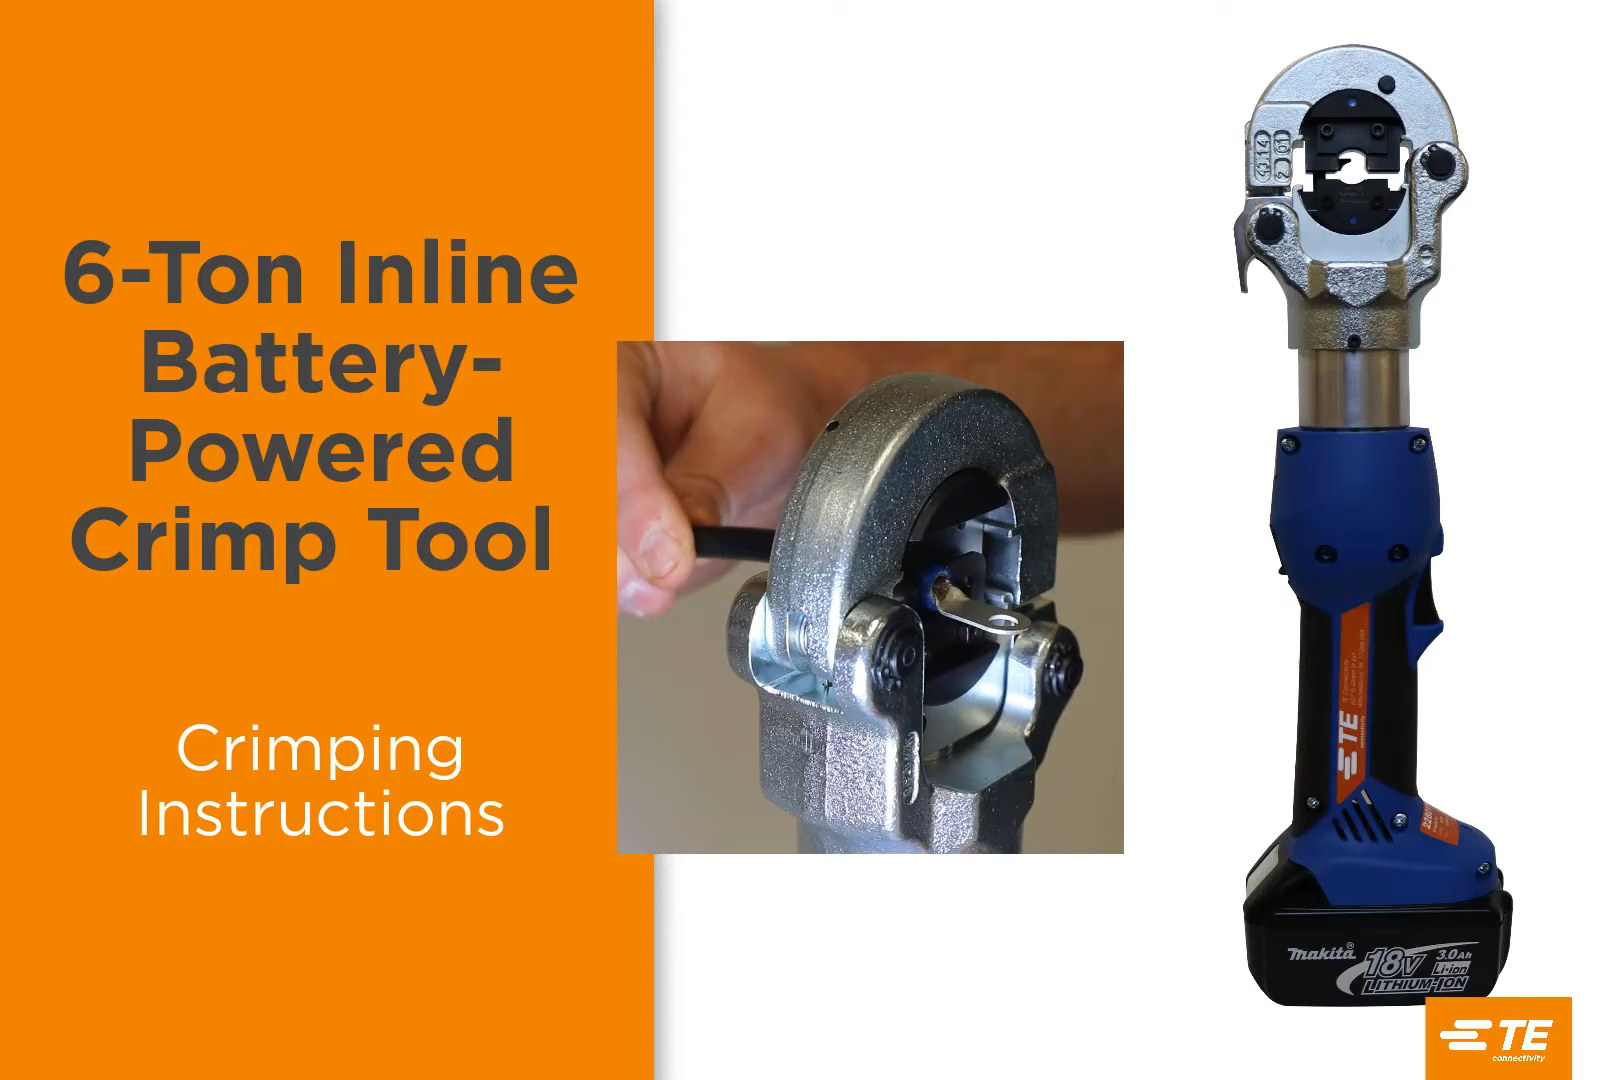 6-Ton Inline
Battery-
Powered
Crimp Tool
Crimping
Instructions
TE
connectivity
makita®
18V
3.0Ah
Li-ion
LITHIUM-ION
TE
connectivity